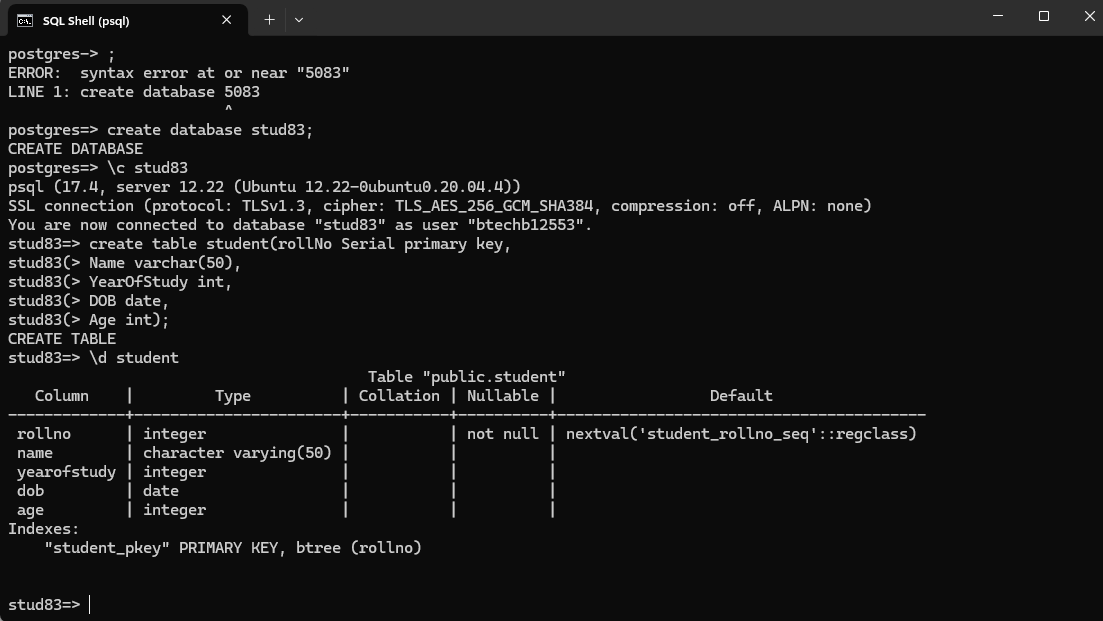 SQL Shell (psql)
postgres-> ;
ERROR:  syntax error at or near "5083"
LINE 1: create database 5083
                        ^
postgres=> create database stud83;
CREATE DATABASE
postgres=> \c stud83
psql (17.4, server 12.22 (Ubuntu 12.22-0ubuntu0.20.04.4))
SSL connection (protocol: TLSv1.3, cipher: TLS_AES_256_GCM_SHA384, compression: off, ALPN: none)
You are now connected to database "stud83" as user "btechb12553".
stud83=> create table student(rollNo Serial primary key,
stud83(> Name varchar(50),
stud83(> YearOfStudy int,
stud83(> DOB date,
stud83(> Age int);
CREATE TABLE
stud83=> \d student
                                        Table "public.student"
   Column    |         Type          | Collation | Nullable |                 Default
-------------+-----------------------+-----------+----------+-----------------------------------------
 rollno      | integer               |           | not null | nextval('student_rollno_seq'::regclass)
 name        | character varying(50) |           |          |
 yearofstudy | integer               |           |          |
 dob         | date                  |           |          |
 age         | integer               |           |          |
Indexes:
    "student_pkey" PRIMARY KEY, btree (rollno)
stud83=>